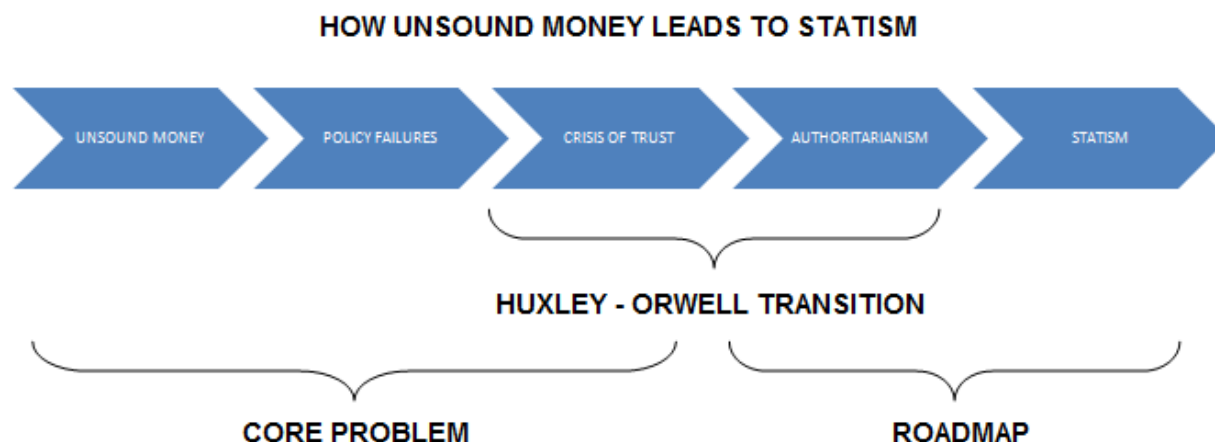 HOW UNSOUND MONEY LEADS TO STATISM
UNSOUND MONEY
POLICY FAILURES
CRISIS OF TRUST
AUTHORITARIANISM
STATISM
HUXLEY - ORWELL TRANSITION
CORE PROBLEM
ROADMAP